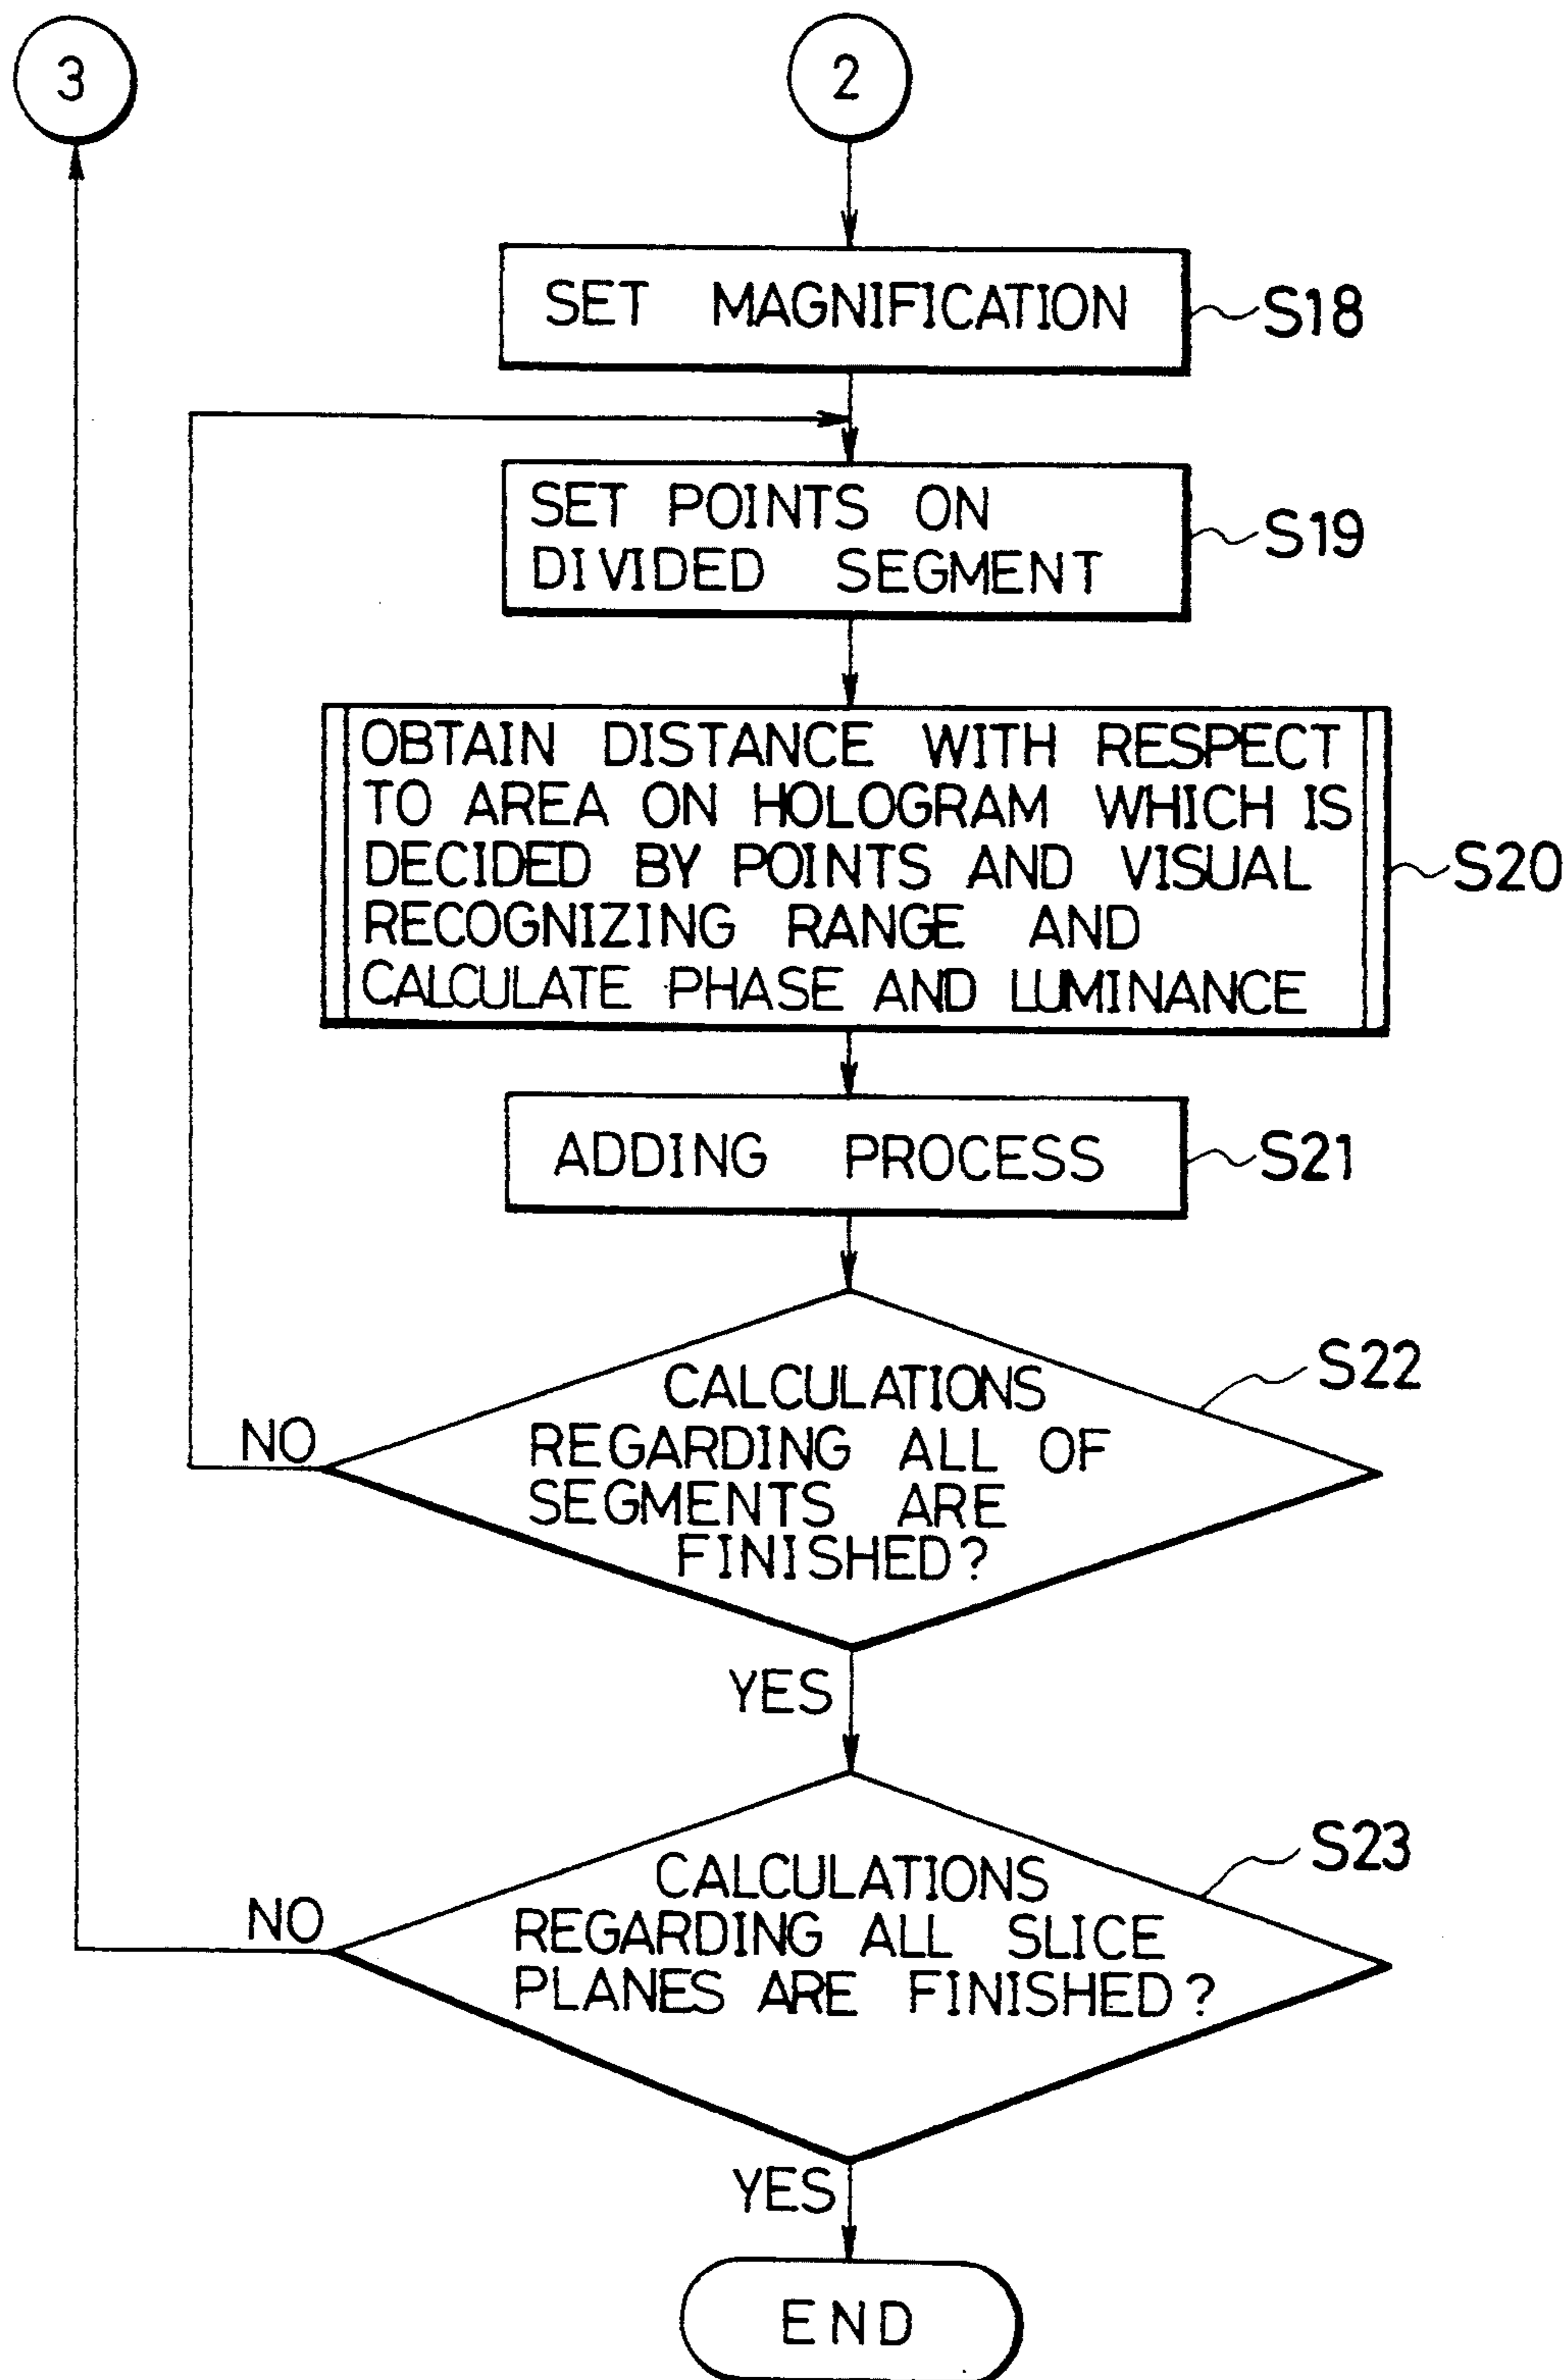 3
2
SET MAGNIFICATION
S18
SET POINTS ON
DIVIDED SEGMENT
S19
OBTAIN DISTANCE WITH RESPECT
TO AREA ON HOLOGRAM WHICH IS
DECIDED BY POINTS AND VISUAL
RECOGNIZING RANGE AND
CALCULATE PHASE AND LUMINANCE
S20
ADDING PROCESS
S21
CALCULATIONS
REGARDING ALL OF
SEGMENTS ARE
FINISHED?
S22
NO
YES
CALCULATIONS
REGARDING ALL SLICE
PLANES ARE FINISHED?
S23
NO
YES
END